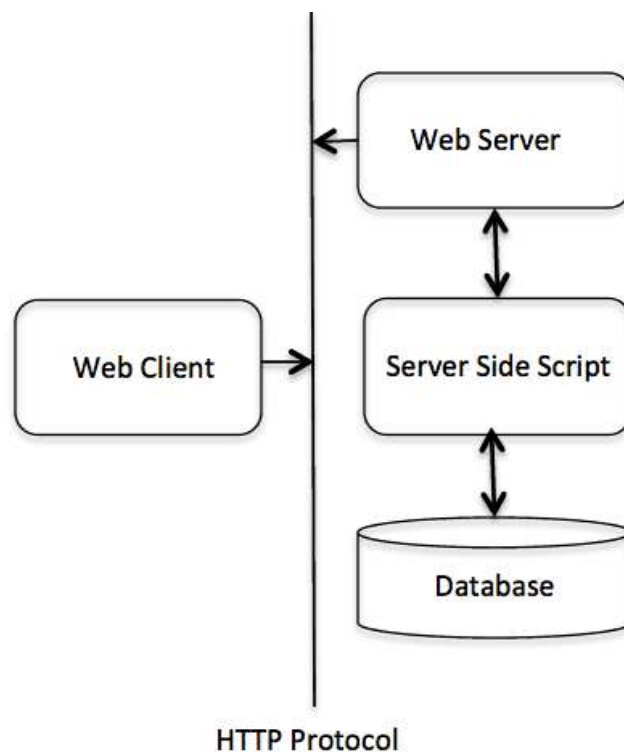 Web Server
Web Client
Server Side Script
Database
HTTP Protocol